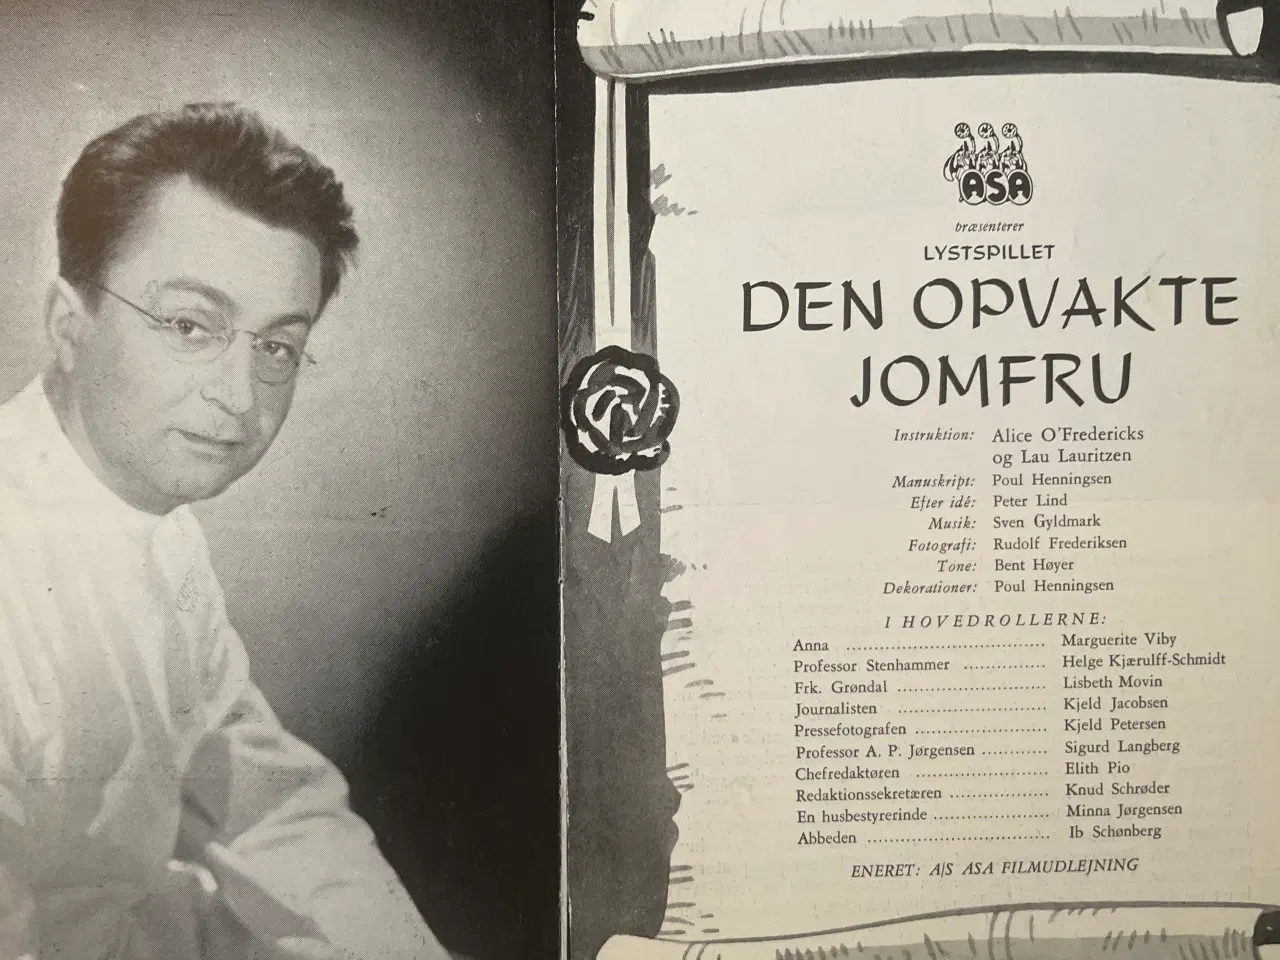 ASA
præsenterer
LYSTSPILLET
DEN OPVAKTE
JOMFRU
Instruktion: Alice O'Fredericks
og Lau Lauritzen
Manuskript: Poul Henningsen
Efter idé: Peter Lind
Musik: Sven Gyldmark
Fotografi: Rudolf Frederiksen
Tone: Bent Høyer
Dekorationer: Poul Henningsen
I HOVEDROLLERNE:
Anna .................................... Marguerite Viby
Professor Stenhammer ............... Helge Kjærulff-Schmidt
Frk. Grøndal ........................... Lisbeth Movin
Journalisten ........................... Kjeld Jacobsen
Pressefotografen ........................ Kjeld Petersen
Professor A. P. Jørgensen ............ Sigurd Langberg
Chefredaktøren ........................ Elith Pio
Redaktionssekretæren .................. Knud Schrøder
En husbestyrerinde ..................... Minna Jørgensen
Abbeden ................................. Ib Schønberg
ENERET: A/S ASA FILMUDLEJNING